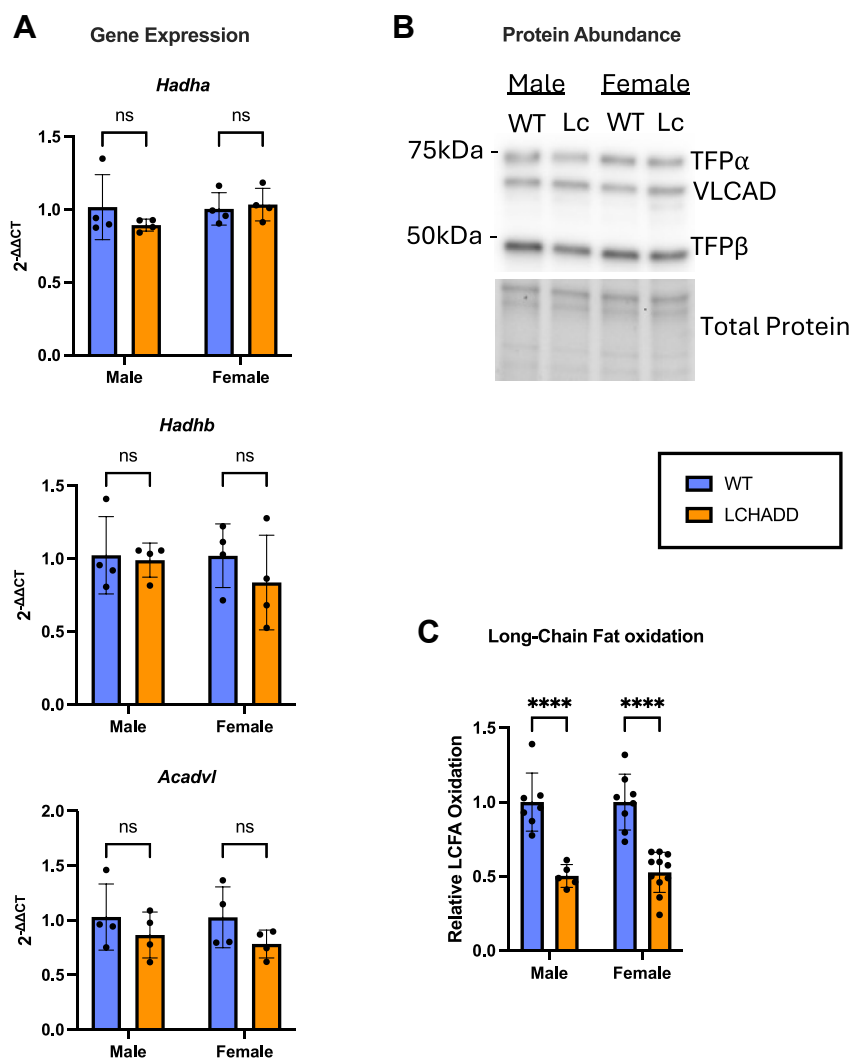 A
Gene Expression
Hadha
ns
ns
1.5
1.0
0.5
0.0
2-ΔΔCT
Male
Female
Hadhb
ns
ns
1.5
1.0
0.5
0.0
2-ΔΔCT
Male
Female
Acadvl
ns
ns
2.0
1.5
1.0
0.5
0.0
2-ΔΔCT
Male
Female
B
Protein Abundance
Male Female
WT Lc WT Lc
75kDa -
TFPα
VLCAD
50kDa -
TFPβ
Total Protein
WT
LCHADD
C
Long-Chain Fat oxidation
**** ****
1.5
1.0
0.5
0.0
Relative LCFA Oxidation
Male
Female